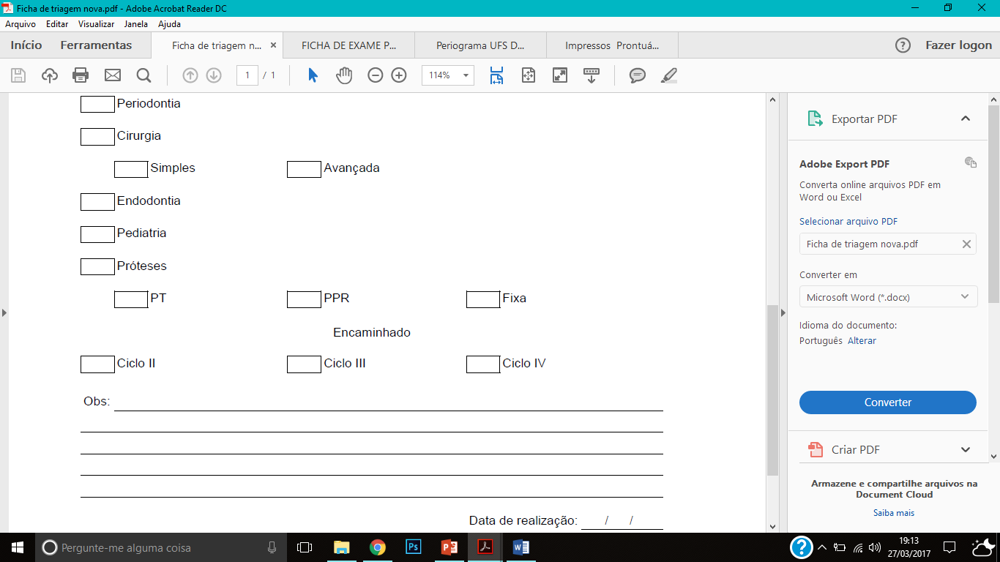 Ficha de triagem nova.pdf - Adobe Acrobat Reader DC
Arquivo Editar Visualizar Janela Ajuda
Início Ferramentas Ficha de triagem n... × FICHA DE EXAME P... Periograma UFS D... Impressos Prontuá... ? Fazer logon
1 / 1 114%
Periodontia
Cirurgia
Simples Avançada
Endodontia
Pediatria
Próteses
PT PPR Fixa
Encaminhado
Ciclo II Ciclo III Ciclo IV
Obs:
Data de realização: / /
Exportar PDF
Adobe Export PDF
Converta online arquivos PDF em
Word ou Excel
Selecionar arquivo PDF
Ficha de triagem nova.pdf
Converter em
Microsoft Word (*.docx)
Idioma do documento:
Português Alterar
Converter
Criar PDF
Armazene e compartilhe arquivos na
Document Cloud
Saiba mais
Pergunte-me alguma coisa
Ps
?
19:13
27/03/2017